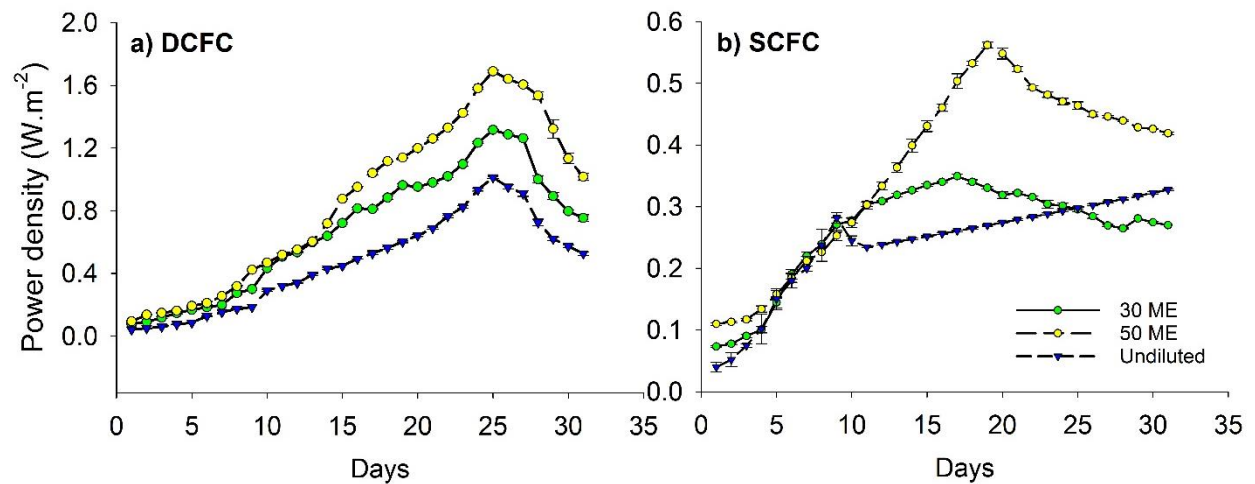 Power density (W.m⁻²)
2.0
1.6
1.2
0.8
0.4
0.0
a) DCFC
0 5 10 15 20 25 30 35
Days
0.6
0.5
0.4
0.3
0.2
0.1
0.0
b) SCFC
30 ME
50 ME
Undiluted
0 5 10 15 20 25 30 35
Days